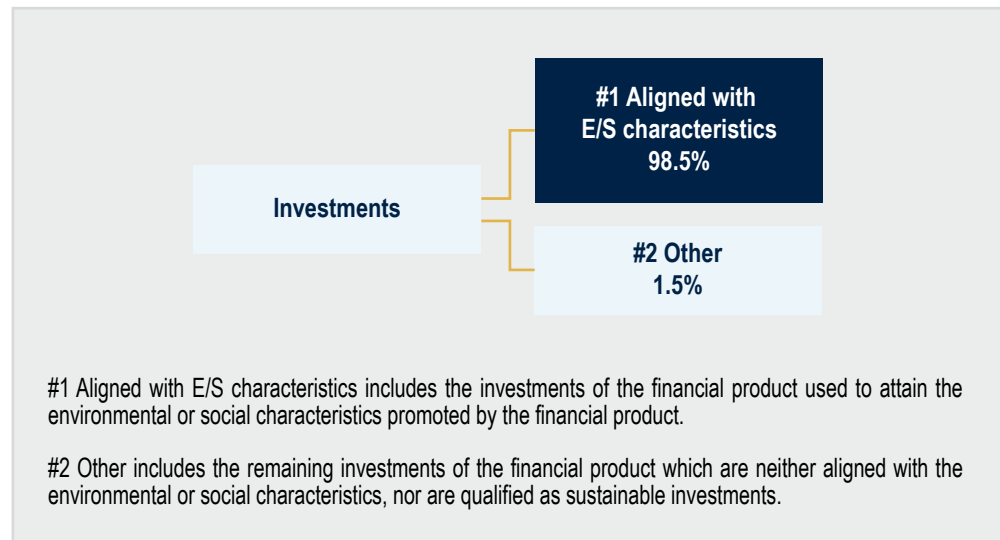 #1 Aligned with
E/S characteristics
98.5%
Investments
#2 Other
1.5%
#1 Aligned with E/S characteristics includes the investments of the financial product used to attain the
environmental or social characteristics promoted by the financial product.
#2 Other includes the remaining investments of the financial product which are neither aligned with the
environmental or social characteristics, nor are qualified as sustainable investments.